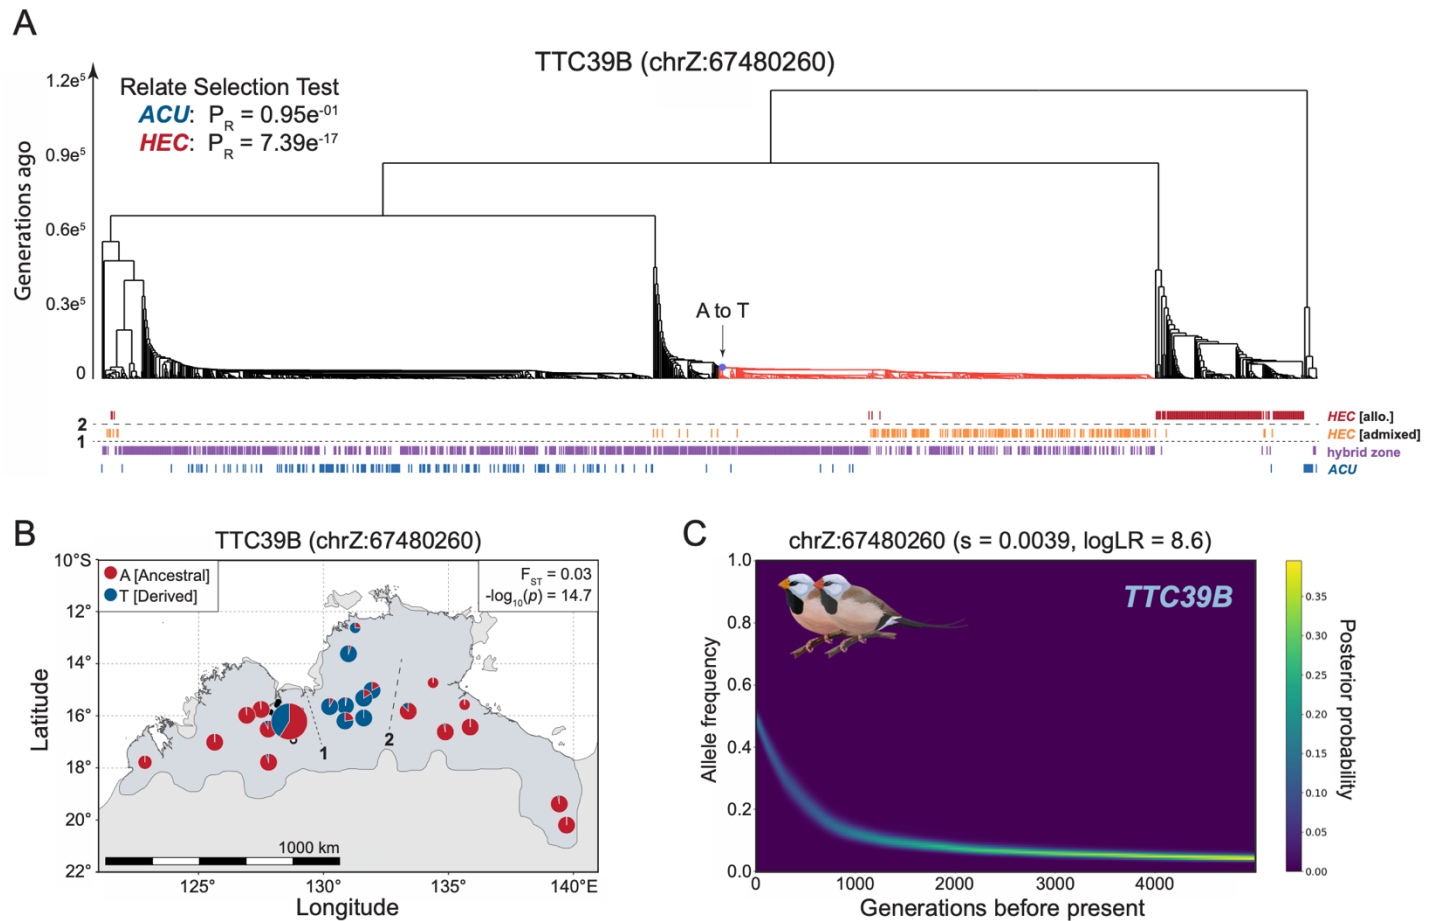 A
TTC39B (chrZ:67480260)
1.2e⁵
0.9e⁵
0.6e⁵
0.3e⁵
0
Generations ago
Relate Selection Test
ACU: P_R = 0.95e⁻⁰¹
HEC: P_R = 7.39e⁻¹⁷
A to T
HEC [allo.]
2
HEC [admixed]
1
hybrid zone
ACU
B
TTC39B (chrZ:67480260)
10°S
12°
14°
16°
18°
20°
22°
Latitude
A [Ancestral]
T [Derived]
F_ST = 0.03
-log₁₀(p) = 14.7
1
2
1000 km
125°
130°
135°
140°E
Longitude
C
chrZ:67480260 (s = 0.0039, logLR = 8.6)
TTC39B
1.0
0.8
0.6
0.4
0.2
0.0
Allele frequency
0
1000
2000
3000
4000
Generations before present
0.35
0.30
0.25
0.20
0.15
0.10
0.05
0.00
Posterior probability